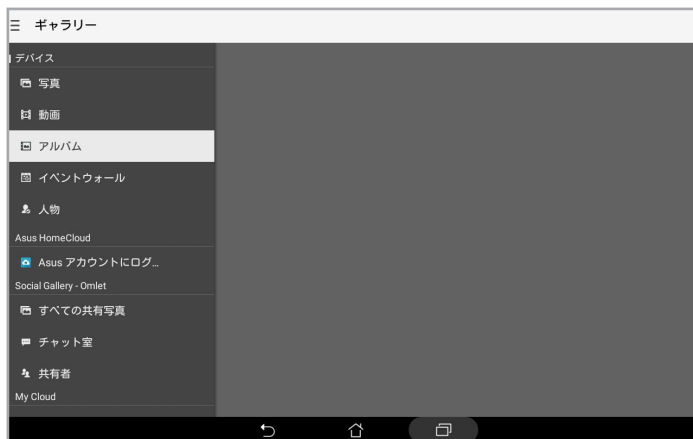 ギャラリー
デバイス
写真
動画
アルバム
イベントウォール
人物
Asus HomeCloud
Asus アカウントにログ...
Social Gallery - Omlet
すべての共有写真
チャット室
共有者
My Cloud